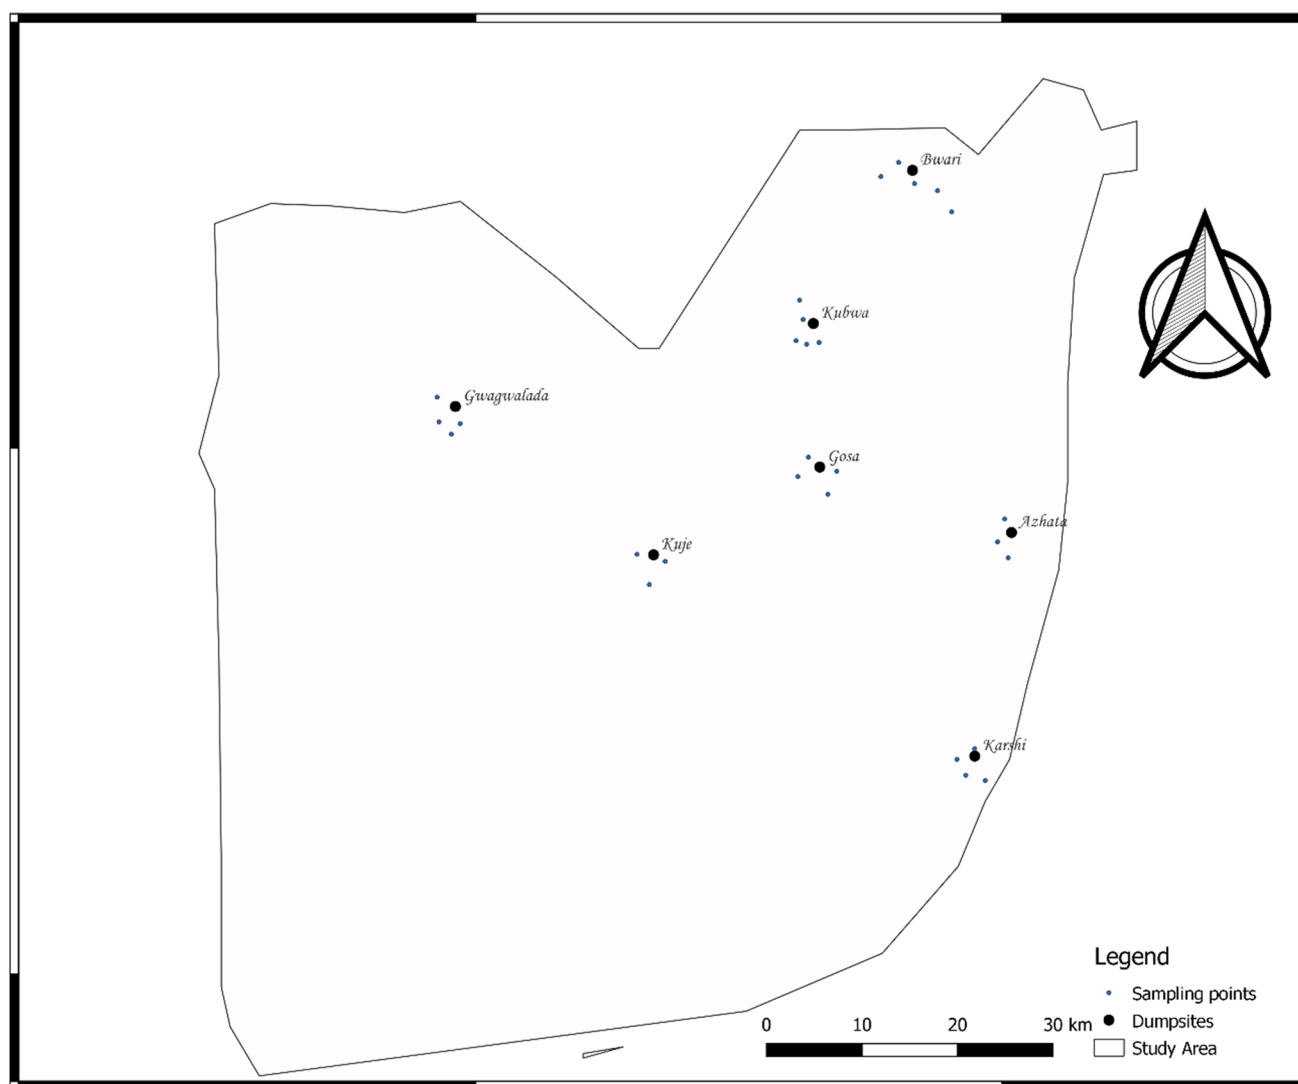 Bwari
Kubwa
Gwagwalada
Gosa
Azhata
Kuje
Karshi
Legend
Sampling points
0 10 20 30 km
Dumpsites
Study Area